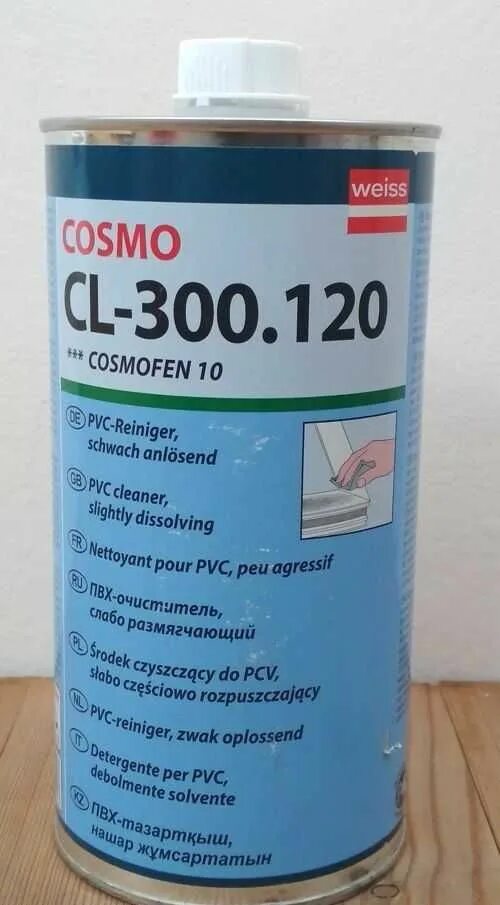 weiss
COSMO
CL-300.120
*** COSMOFEN 10
DE PVC-Reiniger,
schwach anlösend
GB PVC cleaner,
slightly dissolving
FR Nettoyant pour PVC, peu agressif
RU ПВХ-очиститель,
слабо размягчающий
PL Środek czyszczący do PCV,
słabo częściowo rozpuszczający
NL PVC-reiniger, zwak oplossend
IT Detergente per PVC,
debolmente solvente
KZ ПВХ-тазартқыш,
нашар жұмсартатын